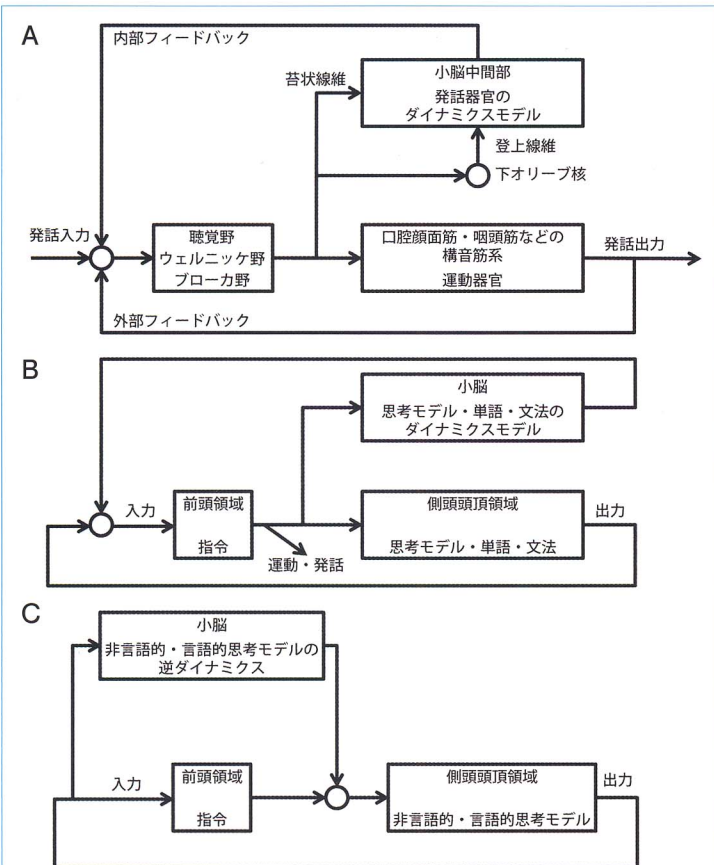 A
内部フィードバック
小脳中間部
発話器官の
ダイナミクスモデル
苔状線維
登上線維
下オリーブ核
発話入力
聴覚野
ウェルニッケ野
ブローカ野
口腔顔面筋・咽頭筋などの
構音筋系
運動器官
発話出力
外部フィードバック
B
小脳
思考モデル・単語・文法の
ダイナミクスモデル
入力
前頭領域
指令
側頭頭頂領域
思考モデル・単語・文法
出力
運動・発話
C
小脳
非言語的・言語的思考モデルの
逆ダイナミクス
入力
前頭領域
指令
側頭頭頂領域
非言語的・言語的思考モデル
出力